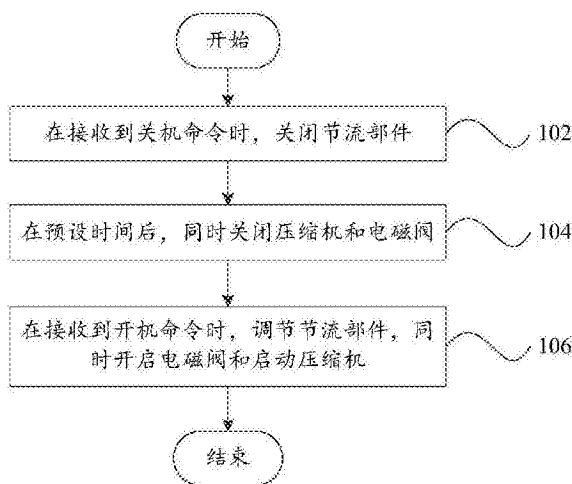 开始
在接收到关机命令时，关闭节流部件
102
在预设时间后，同时关闭压缩机和电磁阀
104
在接收到开机命令时，调节节流部件，同
时开启电磁阀和启动压缩机
106
结束